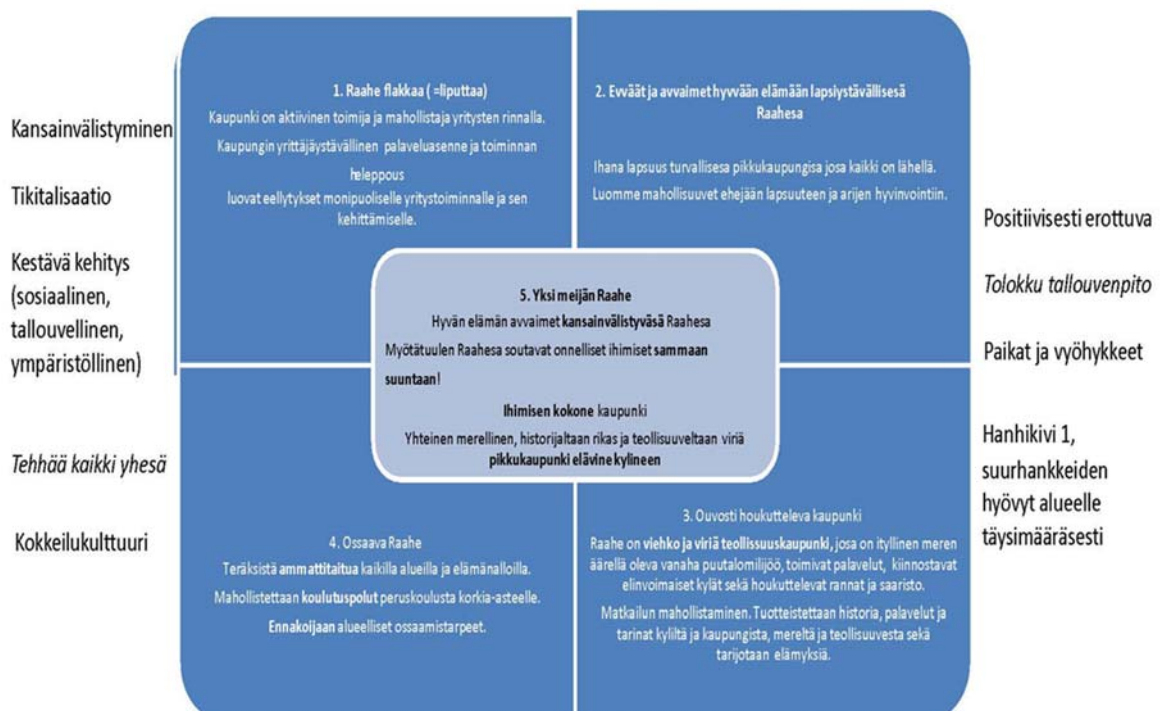 Kansainvälistyminen
Tikitalisaatio
Kestävä kehitys
(sosiaalinen,
tallouvellinen,
ympäristöllinen)
Tehhää kaikki yhesä
Kokkeilukulttuuri
1. Raahe flakkaa ( =liputtaa)
Kaupunki on aktiivinen toimija ja mahollistaja yritysten rinnalla.
Kaupungin yrittäjäystävällinen palaveluasenne ja toiminnan
heleppous
luovat eellytykset monipuoliselle yritystoiminnalle ja sen
kehittämiselle.
2. Evväät ja avvaimet hyvvään elämään lapsiystävällisesä
Raahesa
Ihana lapsuus turvallisesa pikkukaupungisa josa kaikki on lähellä.
Luomme mahollisuuvet ehejään lapsuuteen ja arijen hyvinvointiin.
5. Yksi meijän Raahe
Hyvän elämän avvaimet kansainvälistyväsä Raahesa
Myötätuulen Raahesa soutavat onnelliset ihimiset sammaan
suuntaan!
Ihimisen kokone kaupunki
Yhteinen merellinen, historijaltaan rikas ja teollisuuveltaan viriä
pikkukaupunki elävine kylineen
4. Ossaava Raahe
Teräksistä ammattitaitua kaikilla alueilla ja elämänalloilla.
Mahollistettaan koulutuspolut peruskoulusta korkia-asteelle.
Ennakoijaan alueelliset ossaamistarpeet.
3. Ouvosti houkutteleva kaupunki
Raahe on viehko ja viriä teollisuuskaupunki, josa on ityllinen meren
äärellä oleva vanaha puutalomilijöö, toimivat palavelut, kiinnostavat
elinvoimaiset kylät sekä houkuttelevat rannat ja saaristo.
Matkailun mahollistaminen. Tuotteistettaan historia, palavelut ja
tarinat kyliltä ja kaupungista, mereltä ja teollisuuvesta sekä
tarijotaan elämyksiä.
Positiivisesti erottuva
Tolokku tallouvenpito
Paikat ja vyöhykkeet
Hanhikivi 1,
suurhankkeiden
hyövyt alueelle
täysimääräsesti